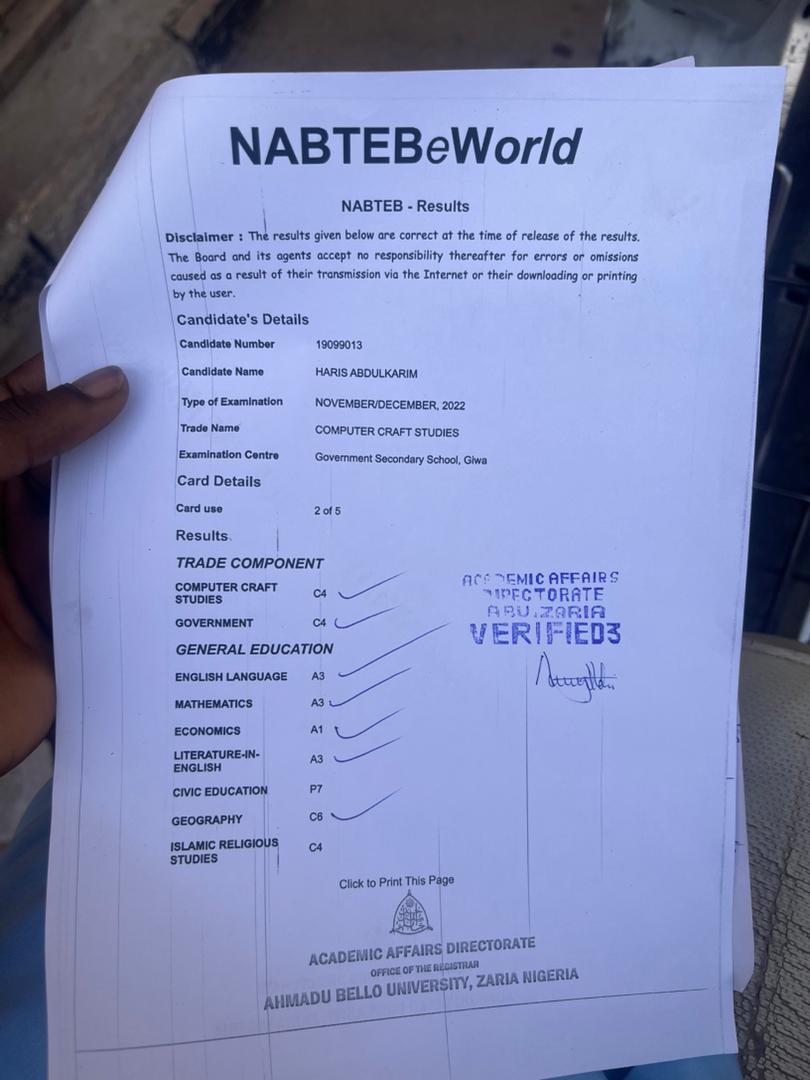 NABTEBeWorld
NABTEB - Results
Disclaimer : The results given below are correct at the time of release of the results.
The Board and its agents accept no responsibility thereafter for errors or omissions
caused as a result of their transmission via the Internet or their downloading or printing
by the user.
Candidate's Details
Candidate Number 19099013
Candidate Name HARIS ABDULKARIM
Type of Examination NOVEMBER/DECEMBER, 2022
Trade Name COMPUTER CRAFT STUDIES
Examination Centre Government Secondary School, Giwa
Card Details
Card use 2 of 5
Results
TRADE COMPONENT
COMPUTER CRAFT
STUDIES C4
GOVERNMENT C4
GENERAL EDUCATION
ENGLISH LANGUAGE A3
MATHEMATICS A3
ECONOMICS A1
LITERATURE-IN-
ENGLISH A3
CIVIC EDUCATION P7
GEOGRAPHY C6
ISLAMIC RELIGIOUS
STUDIES C4
ACADEMIC AFFAIRS
DIRECTORATE
ABU, ZARIA
VERIFIED3
Click to Print This Page
ACADEMIC AFFAIRS DIRECTORATE
OFFICE OF THE REGISTRAR
AHMADU BELLO UNIVERSITY, ZARIA NIGERIA